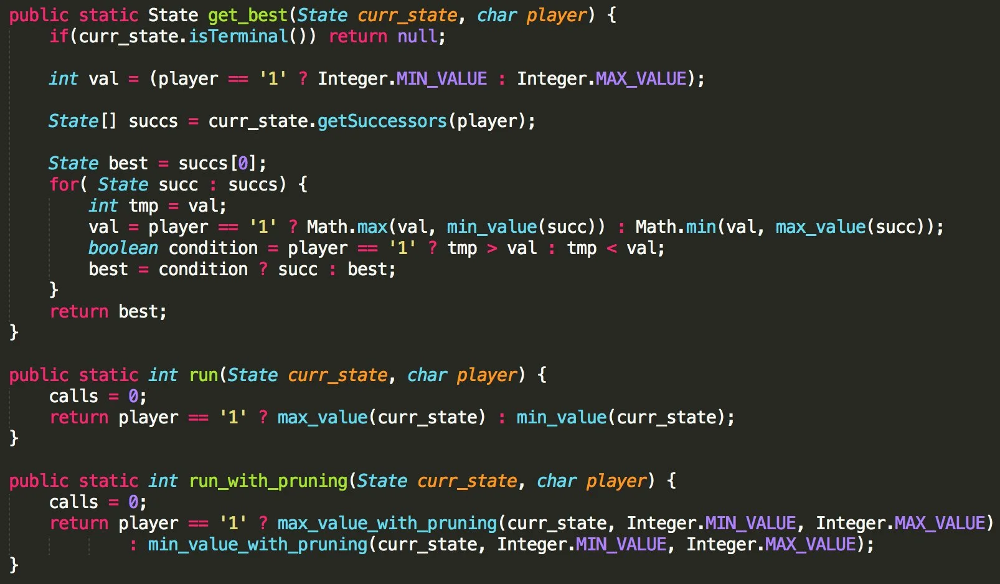 public static State get_best(State curr_state, char player) {
    if(curr_state.isTerminal()) return null;

    int val = (player == '1' ? Integer.MIN_VALUE : Integer.MAX_VALUE);

    State[] succs = curr_state.getSuccessors(player);

    State best = succs[0];
    for( State succ : succs) {
        int tmp = val;
        val = player == '1' ? Math.max(val, min_value(succ)) : Math.min(val, max_value(succ));
        boolean condition = player == '1' ? tmp > val : tmp < val;
        best = condition ? succ : best;
    }
    return best;
}

public static int run(State curr_state, char player) {
    calls = 0;
    return player == '1' ? max_value(curr_state) : min_value(curr_state);
}

public static int run_with_pruning(State curr_state, char player) {
    calls = 0;
    return player == '1' ? max_value_with_pruning(curr_state, Integer.MIN_VALUE, Integer.MAX_VALUE)
            : min_value_with_pruning(curr_state, Integer.MIN_VALUE, Integer.MAX_VALUE);
}